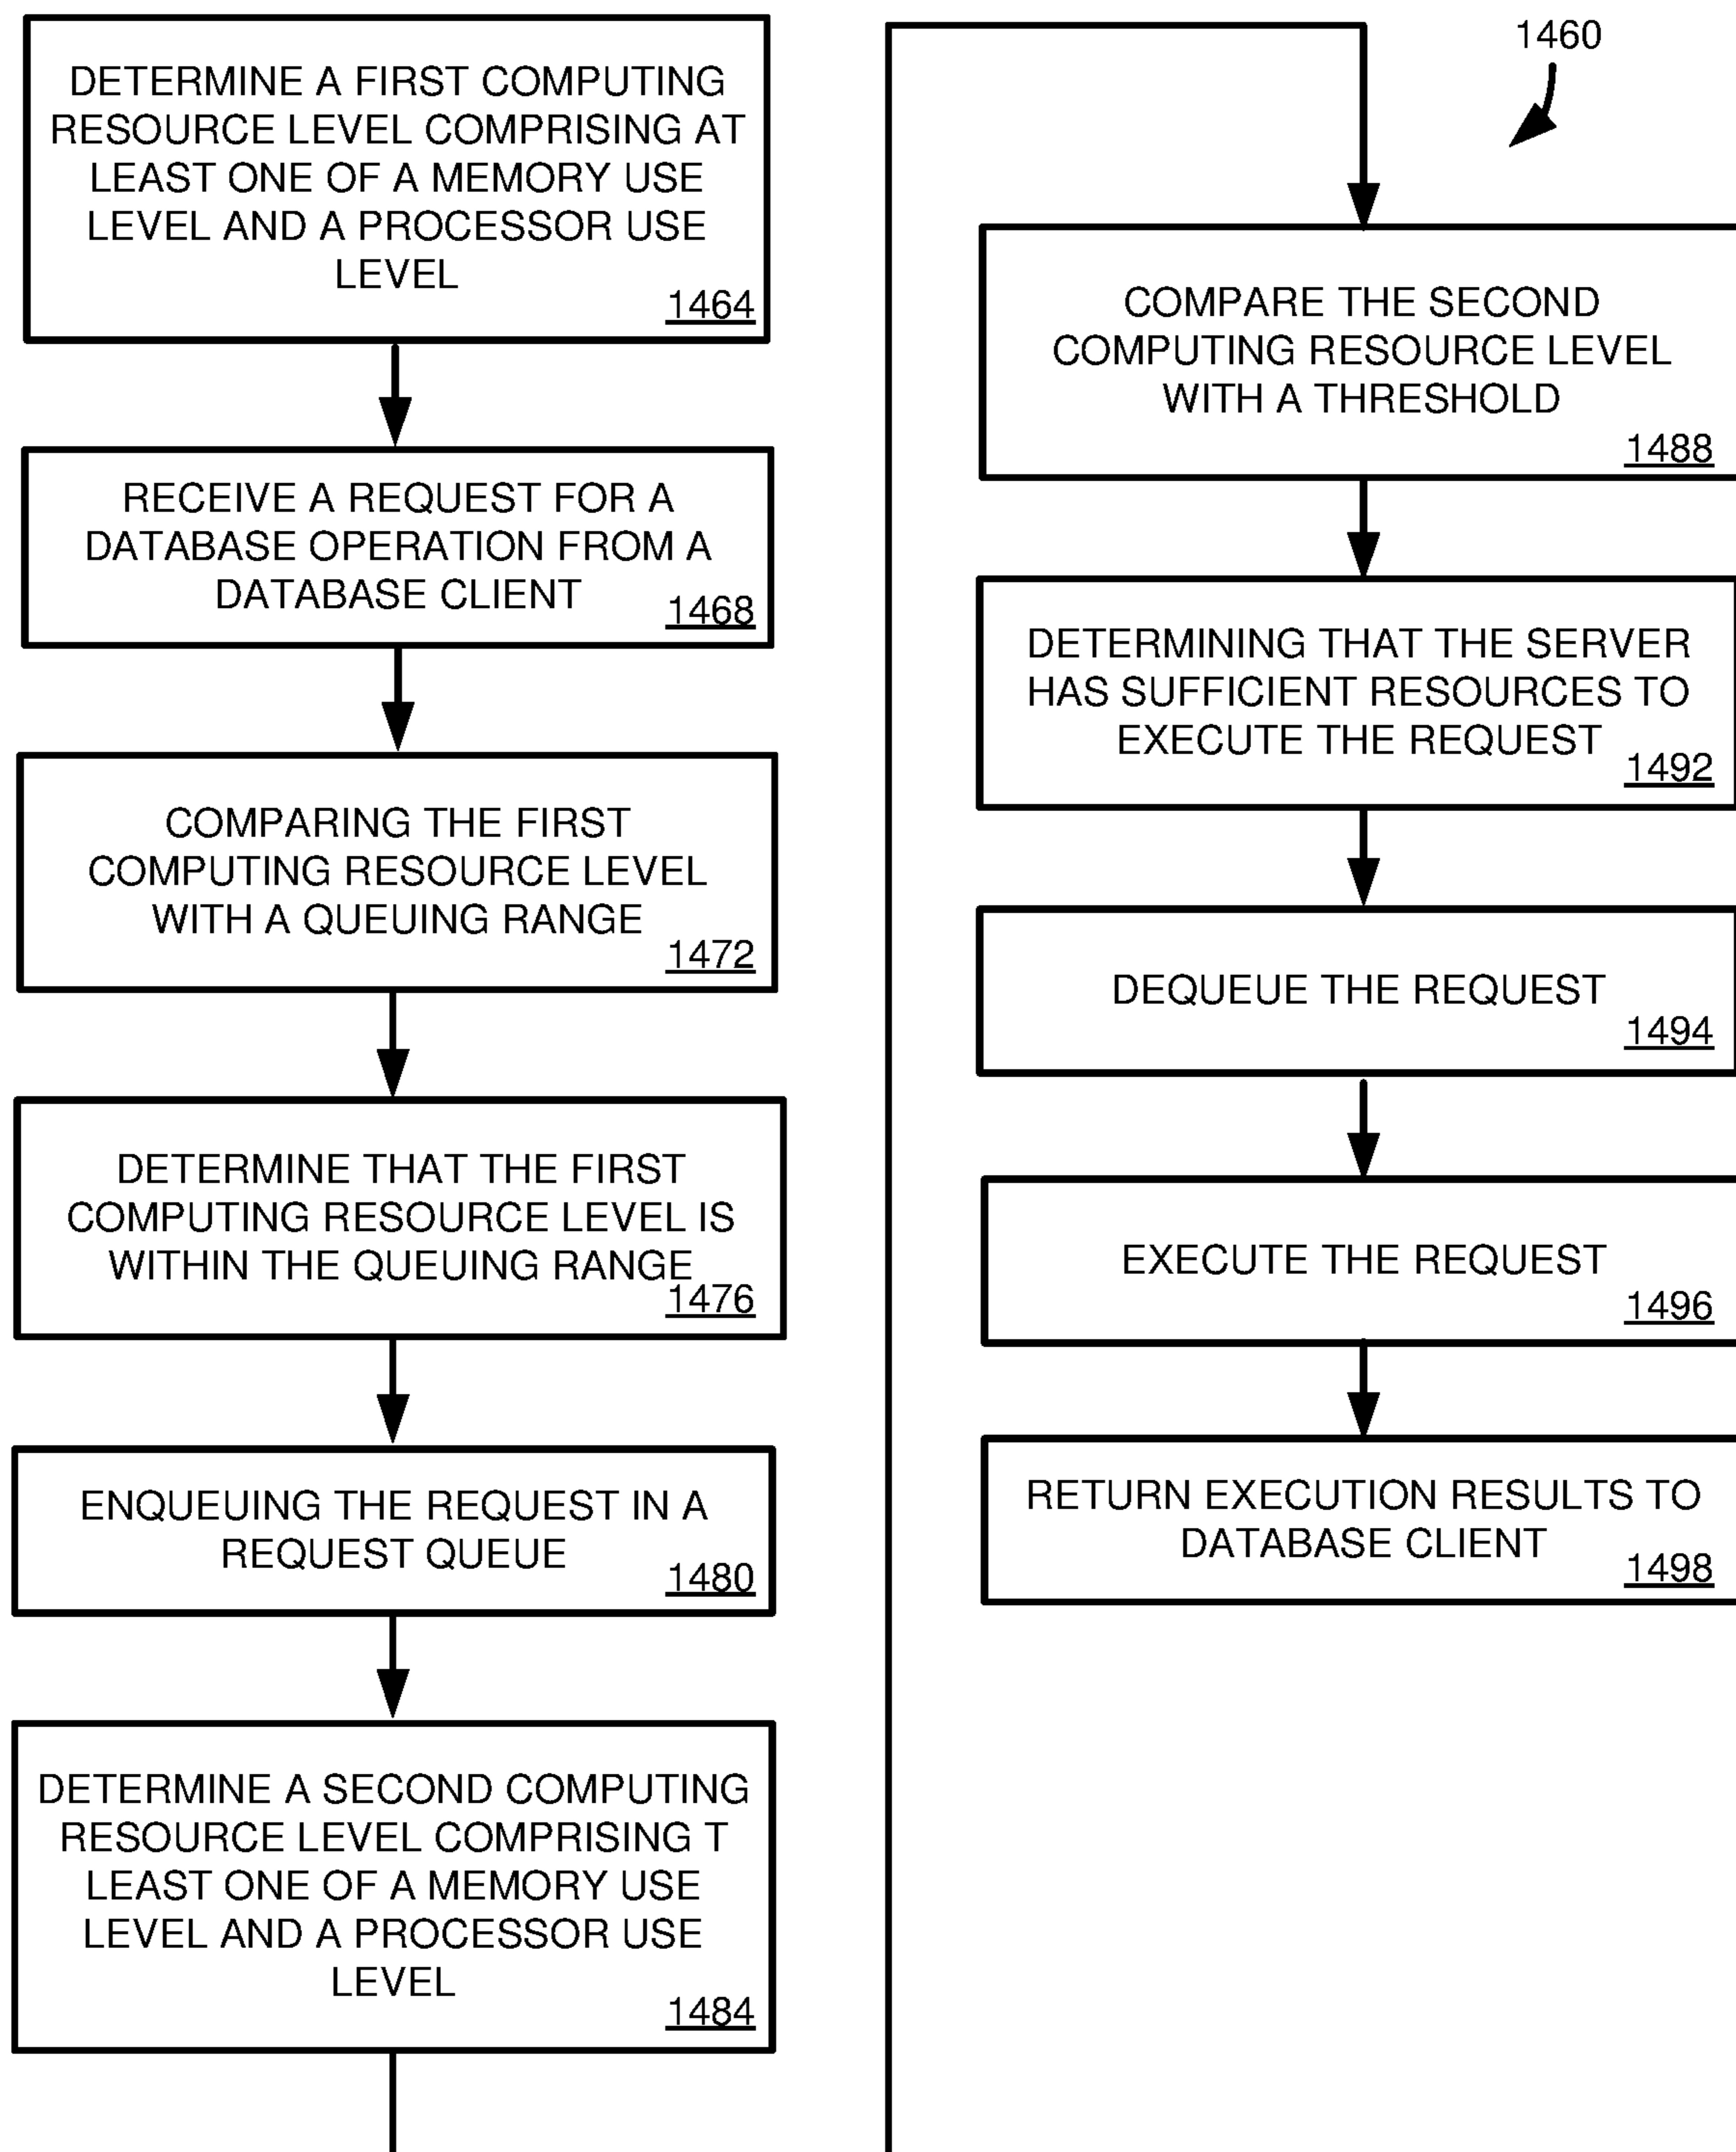 DETERMINE A FIRST COMPUTING
RESOURCE LEVEL COMPRISING AT
LEAST ONE OF A MEMORY USE
LEVEL AND A PROCESSOR USE
LEVEL
1464
RECEIVE A REQUEST FOR A
DATABASE OPERATION FROM A
DATABASE CLIENT
1468
COMPARING THE FIRST
COMPUTING RESOURCE LEVEL
WITH A QUEUING RANGE
1472
DETERMINE THAT THE FIRST
COMPUTING RESOURCE LEVEL IS
WITHIN THE QUEUING RANGE
1476
ENQUEUING THE REQUEST IN A
REQUEST QUEUE
1480
DETERMINE A SECOND COMPUTING
RESOURCE LEVEL COMPRISING T
LEAST ONE OF A MEMORY USE
LEVEL AND A PROCESSOR USE
LEVEL
1484
1460
COMPARE THE SECOND
COMPUTING RESOURCE LEVEL
WITH A THRESHOLD
1488
DETERMINING THAT THE SERVER
HAS SUFFICIENT RESOURCES TO
EXECUTE THE REQUEST
1492
DEQUEUE THE REQUEST
1494
EXECUTE THE REQUEST
1496
RETURN EXECUTION RESULTS TO
DATABASE CLIENT
1498